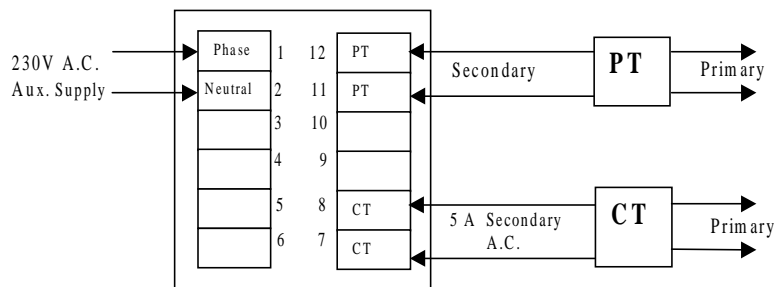 230V A.C.
Aux. Supply
Phase 1
Neutral 2
3
4
5
6
12 PT
11 PT
10
9
8 CT
7 CT
Secondary
PT
Primary
5 A Secondary
A.C.
CT
Primary